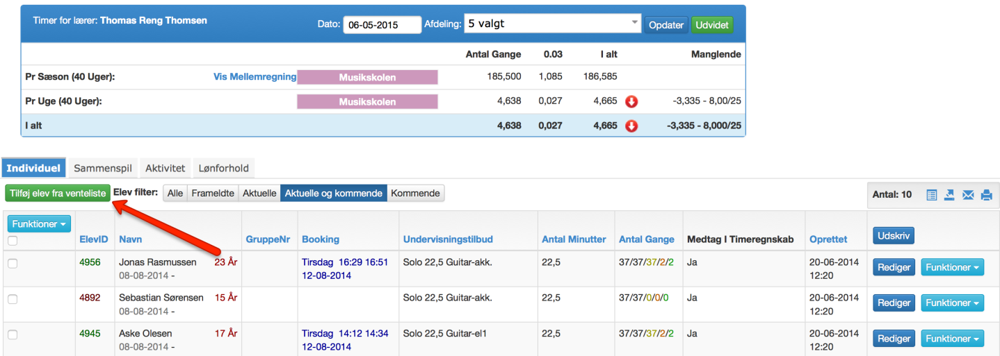 Timer for lærer: Thomas Reng Thomsen Dato: 06-05-2015 Afdeling: 5 valgt Opdater Udvidet
Antal Gange 0.03 I alt Manglende
Pr Sæson (40 Uger): Vis Mellemregning Musikskolen 185,500 1,085 186,585
Pr Uge (40 Uger): Musikskolen 4,638 0,027 4,665 -3,335 - 8,00/25
I alt 4,638 0,027 4,665 -3,335 - 8,000/25
Individuel Sammenspil Aktivitet Lønforhold
Tilføj elev fra venteliste Elev filter: Alle Frameldte Aktuelle Aktuelle og kommende Kommende Antal: 10
Funktioner
ElevID Navn GruppeNr Booking Undervisningstilbud Antal Minutter Antal Gange Medtag I Timeregnskab Oprettet Udskriv
4956 Jonas Rasmussen 23 År Tirsdag 16:29 16:51 Solo 22,5 Guitar-akk. 22,5 37/37/37/2/2 Ja 20-06-2014 Rediger Funktioner
08-08-2014 - 12-08-2014 12:20
4892 Sebastian Sørensen 15 År Solo 22,5 Guitar-akk. 22,5 37/37/0/0/0 Ja 20-06-2014 Rediger Funktioner
08-08-2014 - 12:20
4945 Aske Olesen 17 År Tirsdag 14:12 14:34 Solo 22,5 Guitar-el1 22,5 37/37/37/2/2 Ja 20-06-2014 Rediger Funktioner
08-08-2014 - 12-08-2014 12:20